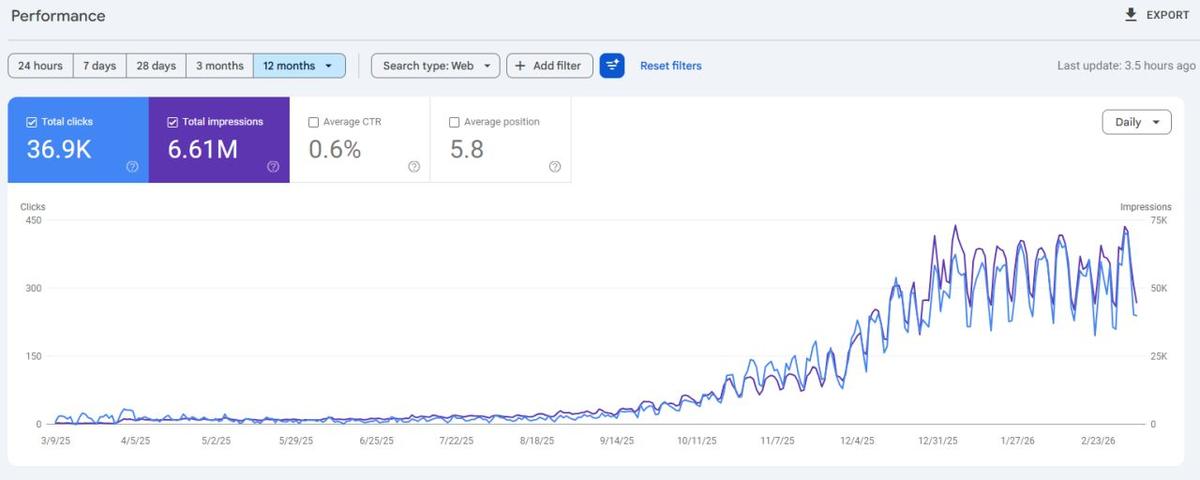 Performance
EXPORT
24 hours 7 days 28 days 3 months 12 months Search type: Web Add filter Reset filters Last update: 3.5 hours ago
Total clicks Total impressions Average CTR Average position Daily
36.9K 6.61M 0.6% 5.8
Clicks Impressions
450 75K
300 50K
150 25K
0 0
3/9/25 4/5/25 5/2/25 5/29/25 6/25/25 7/22/25 8/18/25 9/14/25 10/11/25 11/7/25 12/4/25 12/31/25 1/27/26 2/23/26